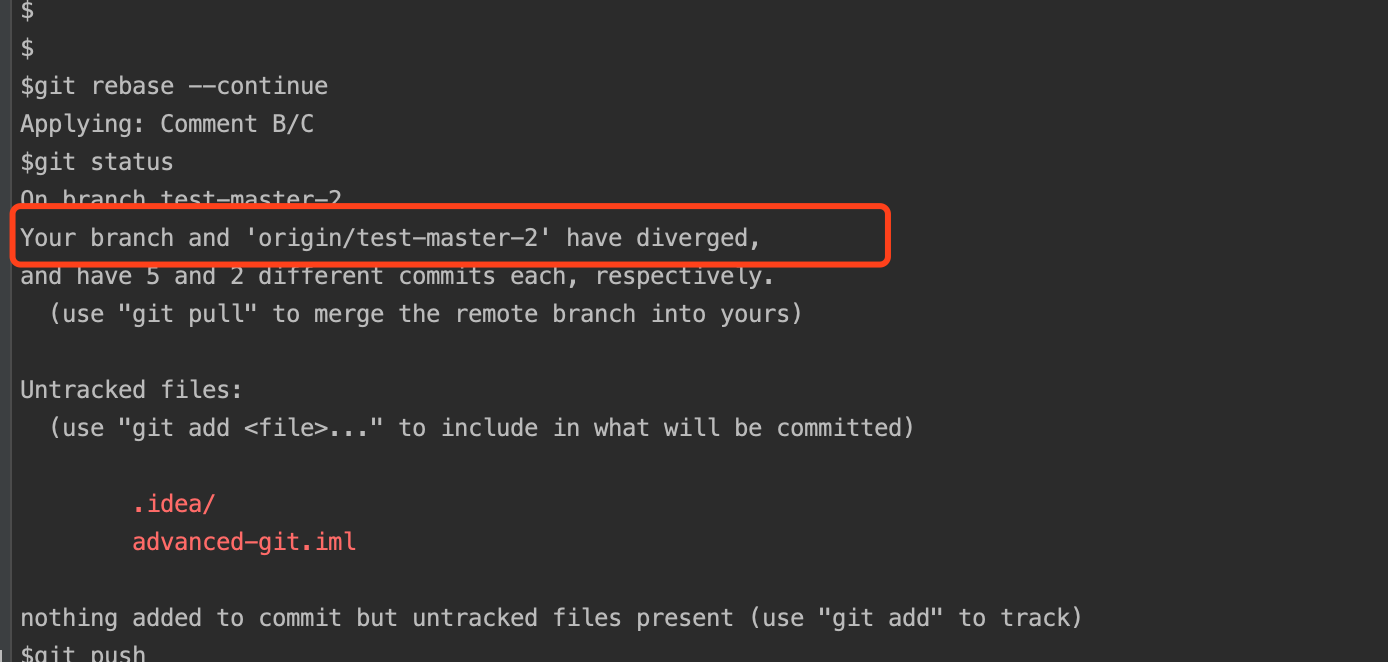 $
$
$git rebase --continue
Applying: Comment B/C
$git status
On branch test-master-2
Your branch and 'origin/test-master-2' have diverged,
and have 5 and 2 different commits each, respectively.
  (use "git pull" to merge the remote branch into yours)

Untracked files:
  (use "git add <file>..." to include in what will be committed)

        .idea/
        advanced-git.iml

nothing added to commit but untracked files present (use "git add" to track)
$git push